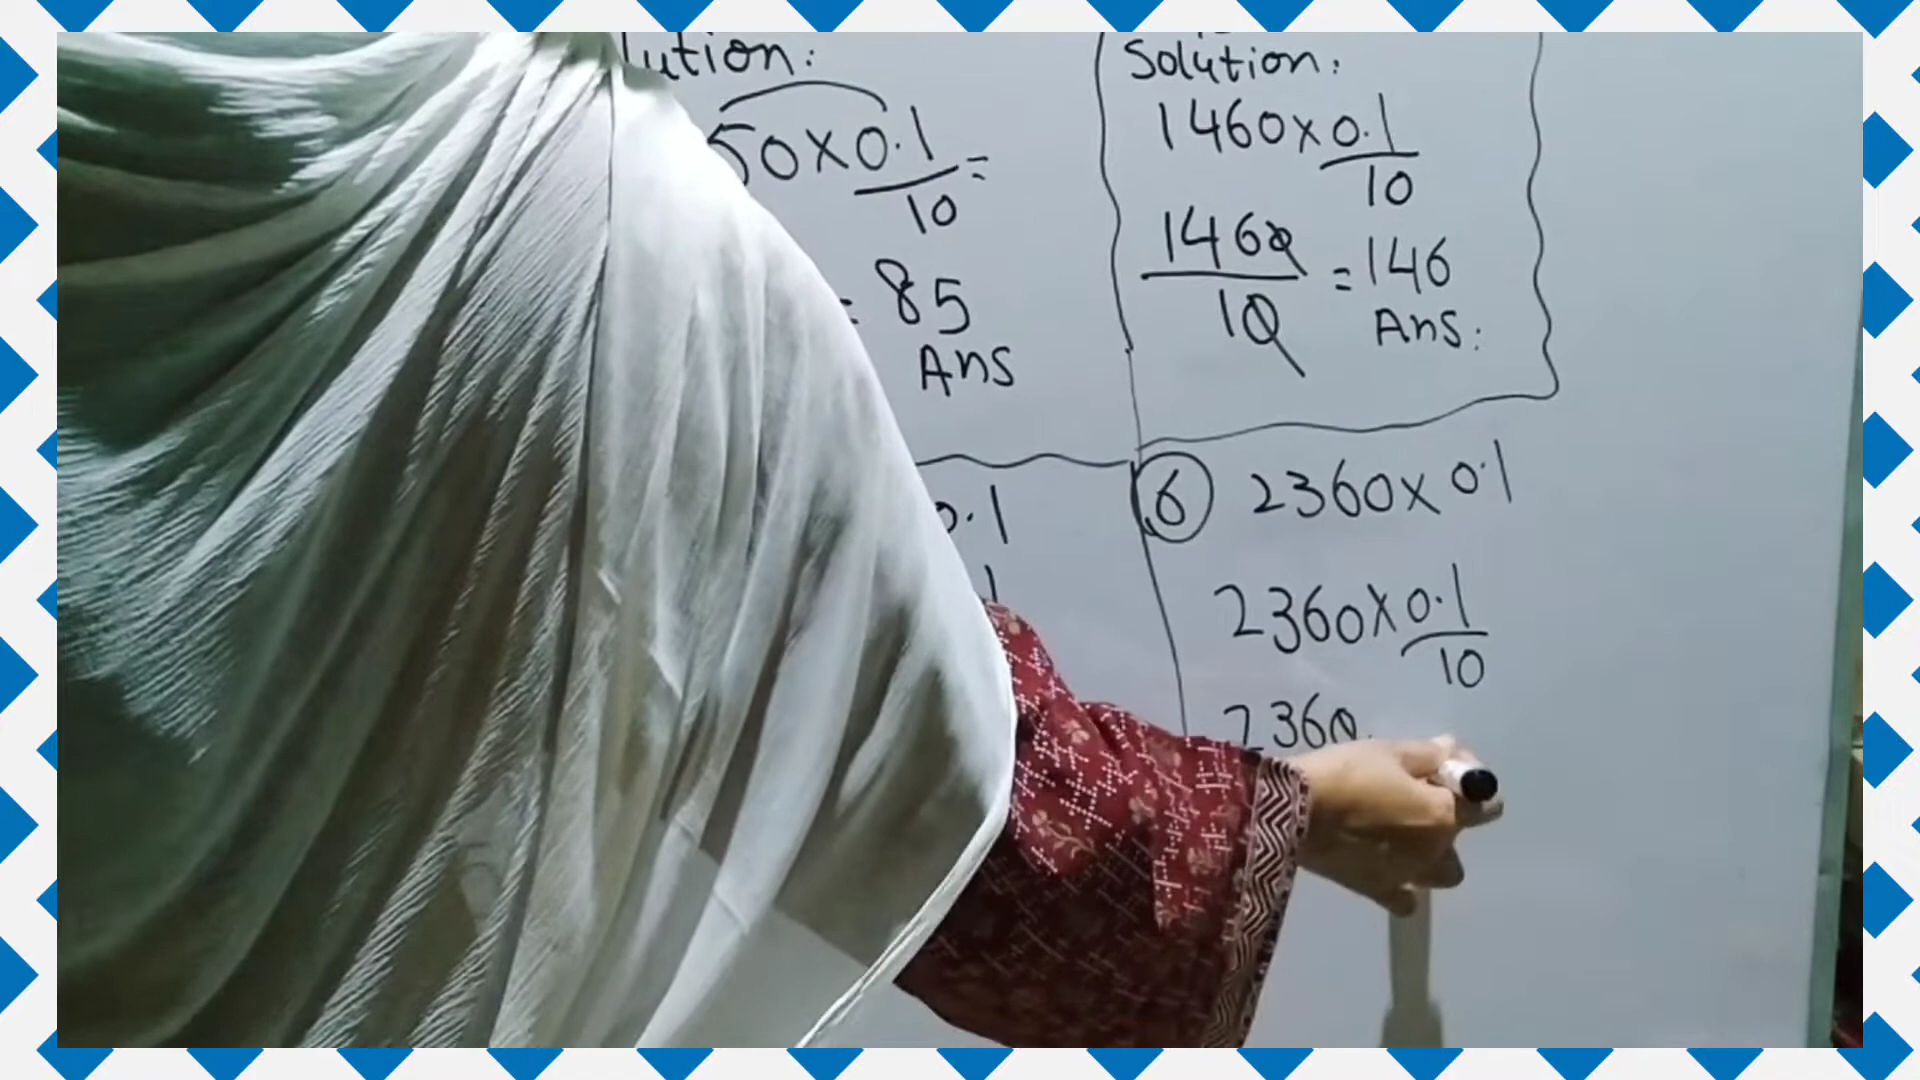 Solution:
50x0.1=
10
= 85
Ans
Solution:
1460x0.1
10
1460
10
=146
Ans:
0.1
6 2360x0.1
2360x0.1
10
2360